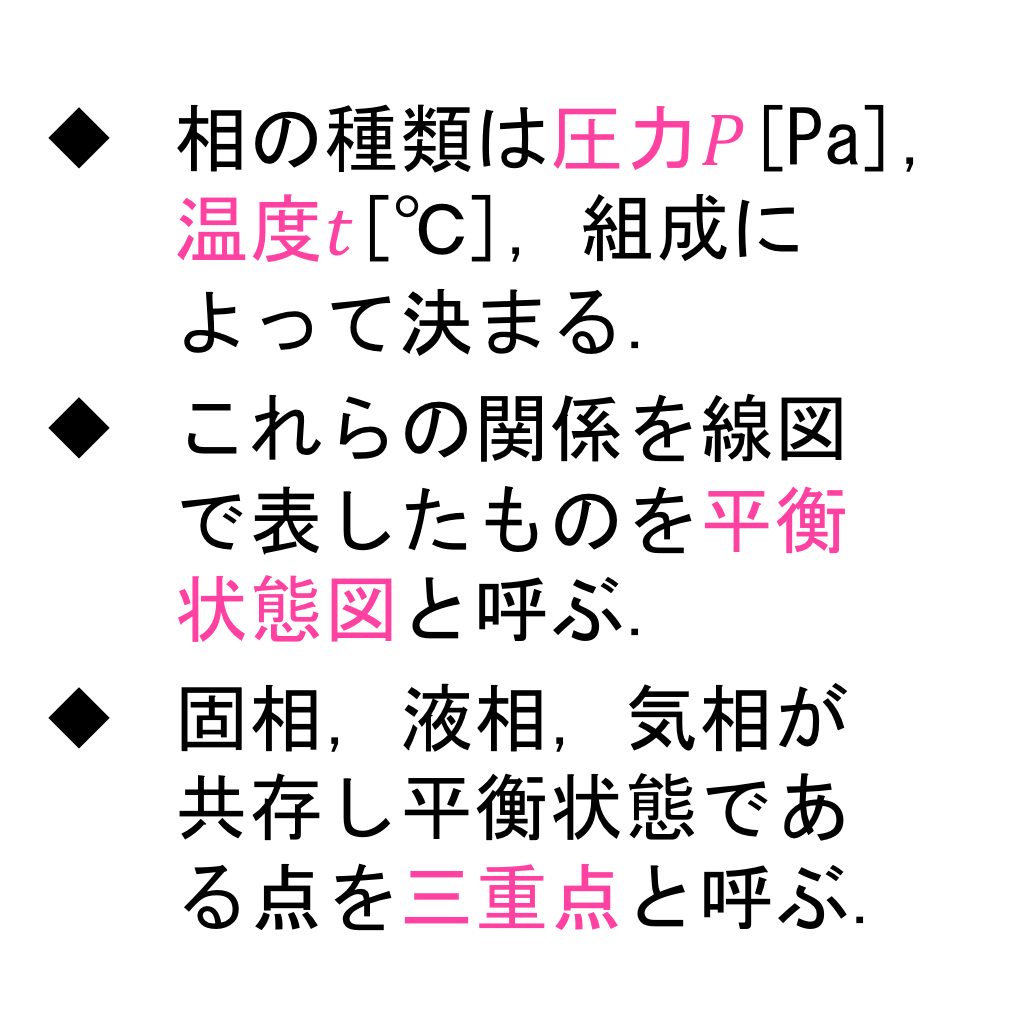 ◆ 相の種類は圧力P[Pa],
温度t[℃], 組成に
よって決まる.
◆ これらの関係を線図
で表したものを平衡
状態図と呼ぶ.
◆ 固相, 液相, 気相が
共存し平衡状態であ
る点を三重点と呼ぶ.